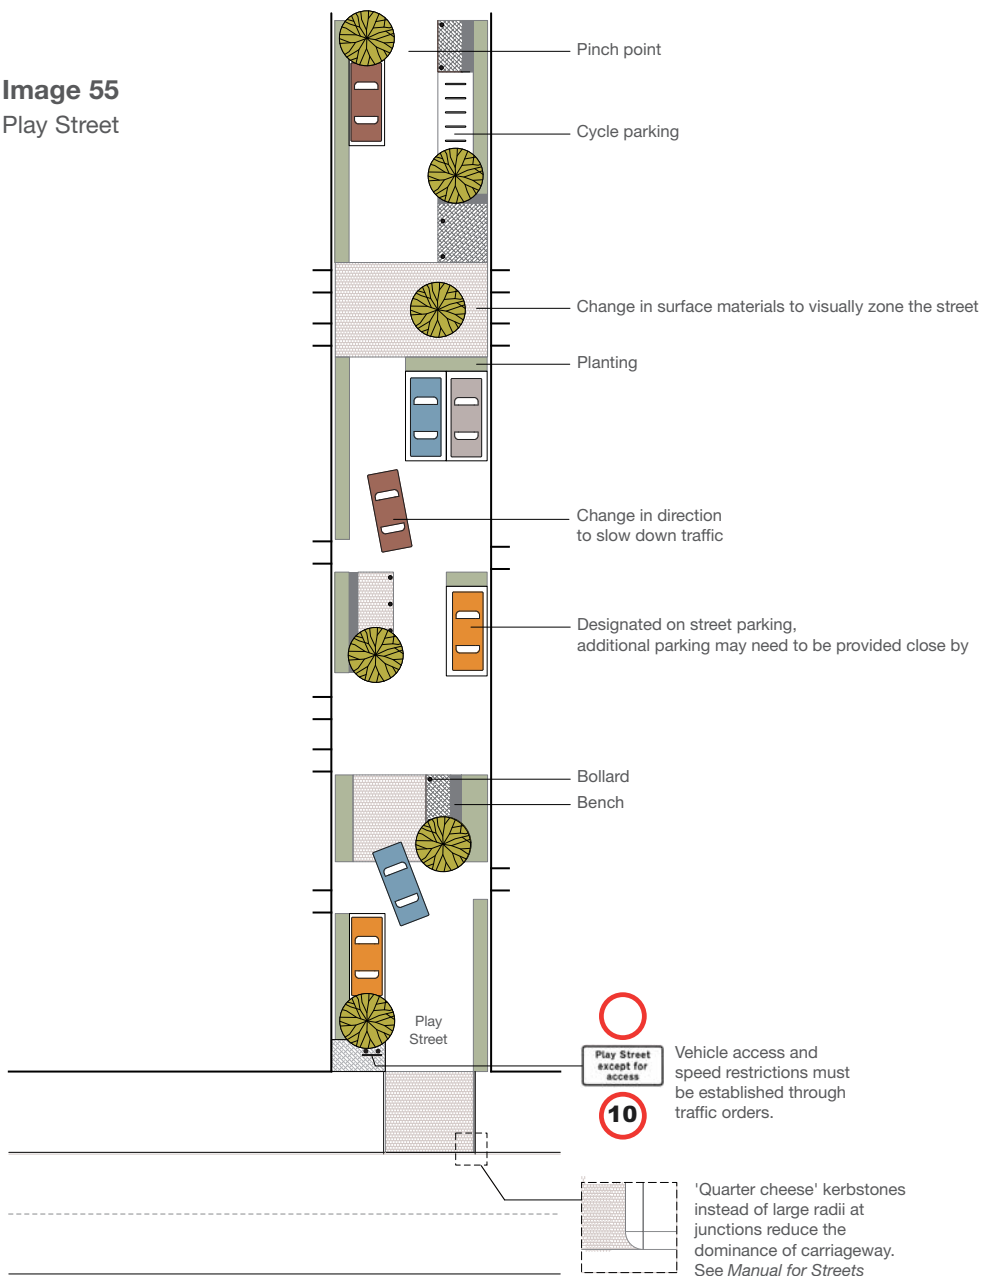 Image 55
Play Street
Pinch point
Cycle parking
Change in surface materials to visually zone the street
Planting
Change in direction
to slow down traffic
Designated on street parking,
additional parking may need to be provided close by
Bollard
Bench
Play
Street
Play Street
except for
access
10
Vehicle access and
speed restrictions must
be established through
traffic orders.
'Quarter cheese' kerbstones
instead of large radii at
junctions reduce the
dominance of carriageway.
See Manual for Streets